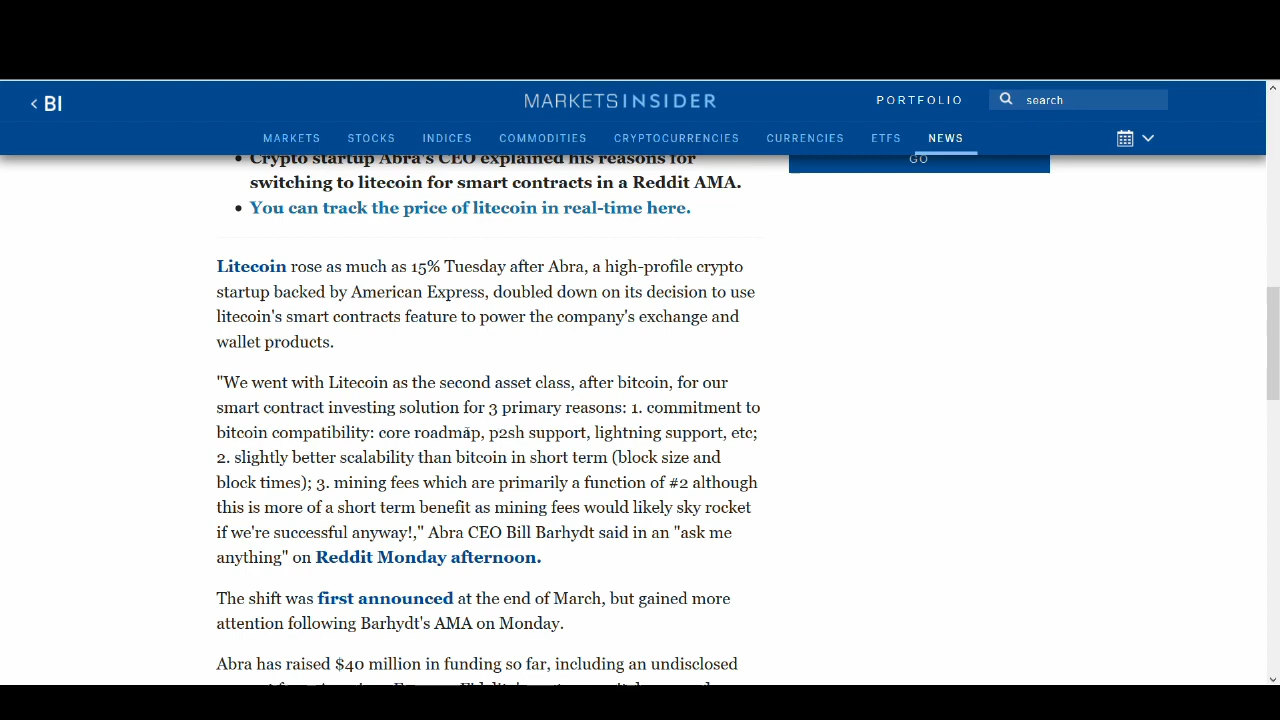 < BI
MARKETSINSIDER
PORTFOLIO
search
MARKETS STOCKS INDICES COMMODITIES CRYPTOCURRENCIES CURRENCIES ETFS NEWS
• Crypto startup Abra's CEO explained his reasons for
switching to litecoin for smart contracts in a Reddit AMA.
GO
• You can track the price of litecoin in real-time here.
Litecoin rose as much as 15% Tuesday after Abra, a high-profile crypto
startup backed by American Express, doubled down on its decision to use
litecoin's smart contracts feature to power the company's exchange and
wallet products.
"We went with Litecoin as the second asset class, after bitcoin, for our
smart contract investing solution for 3 primary reasons: 1. commitment to
bitcoin compatibility: core roadmap, p2sh support, lightning support, etc;
2. slightly better scalability than bitcoin in short term (block size and
block times); 3. mining fees which are primarily a function of #2 although
this is more of a short term benefit as mining fees would likely sky rocket
if we're successful anyway!," Abra CEO Bill Barhydt said in an "ask me
anything" on Reddit Monday afternoon.
The shift was first announced at the end of March, but gained more
attention following Barhydt's AMA on Monday.
Abra has raised $40 million in funding so far, including an undisclosed